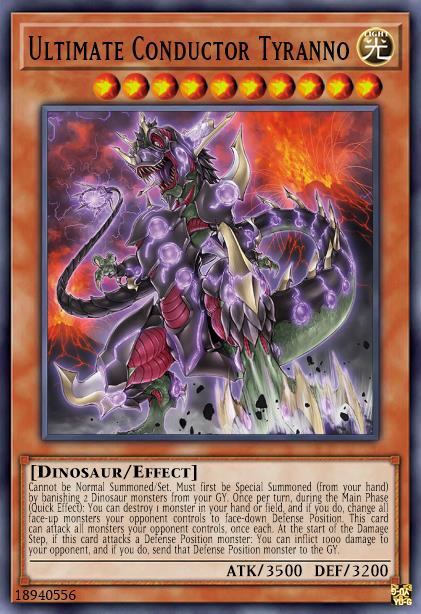 ULTIMATE CONDUCTOR TYRANNO
LIGHT
光
[DINOSAUR/EFFECT]
Cannot be Normal Summoned/Set. Must first be Special Summoned (from your hand)
by banishing 2 Dinosaur monsters from your GY. Once per turn, during the Main Phase
(Quick Effect): You can destroy 1 monster in your hand or field, and if you do, change all
face-up monsters your opponent controls to face-down Defense Position. This card
can attack all monsters your opponent controls, once each. At the start of the Damage
Step, if this card attacks a Defense Position monster: You can inflict 1000 damage to
your opponent, and if you do, send that Defense Position monster to the GY.
ATK/3500 DEF/3200
18940556